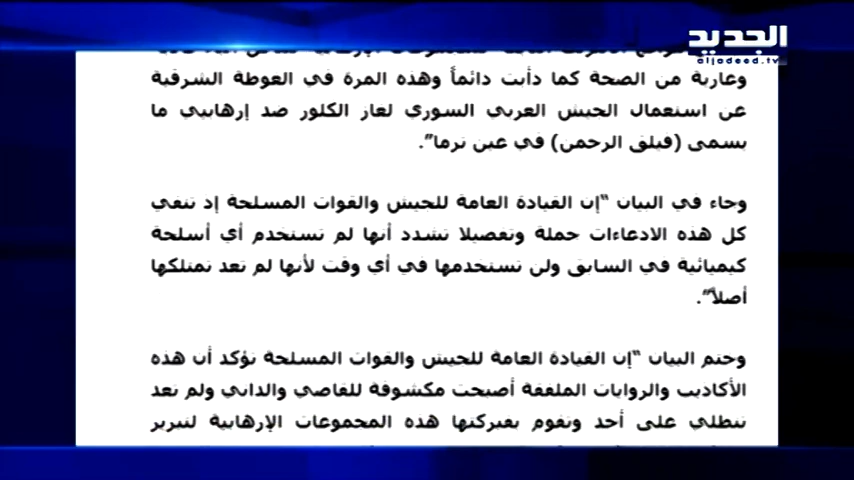 الجديد
aljadeed.tv
وعارية من الصحة كما دأبت دائماً وهذه المرة في الغوطة الشرقية
عن استعمال الجيش العربي السوري لغاز الكلور ضد إرهابيي ما
يسمى (فيلق الرحمن) في عين ترما".
وجاء في البيان "إن القيادة العامة للجيش والقوات المسلحة إذ تنفي
كل هذه الادعاءات جملة وتفصيلا تشدد أنها لم تستخدم أي أسلحة
كيميائية في السابق ولن تستخدمها في أي وقت لأنها لم تعد تمتلكها
أصلاً".
وختم البيان "إن القيادة العامة للجيش والقوات المسلحة تؤكد أن هذه
الأكاذيب والروايات الملفقة أصبحت مكشوفة للقاصي والداني ولم تعد
تنطلي على أحد وتقوم بفبركتها هذه المجموعات الإرهابية لتبرير